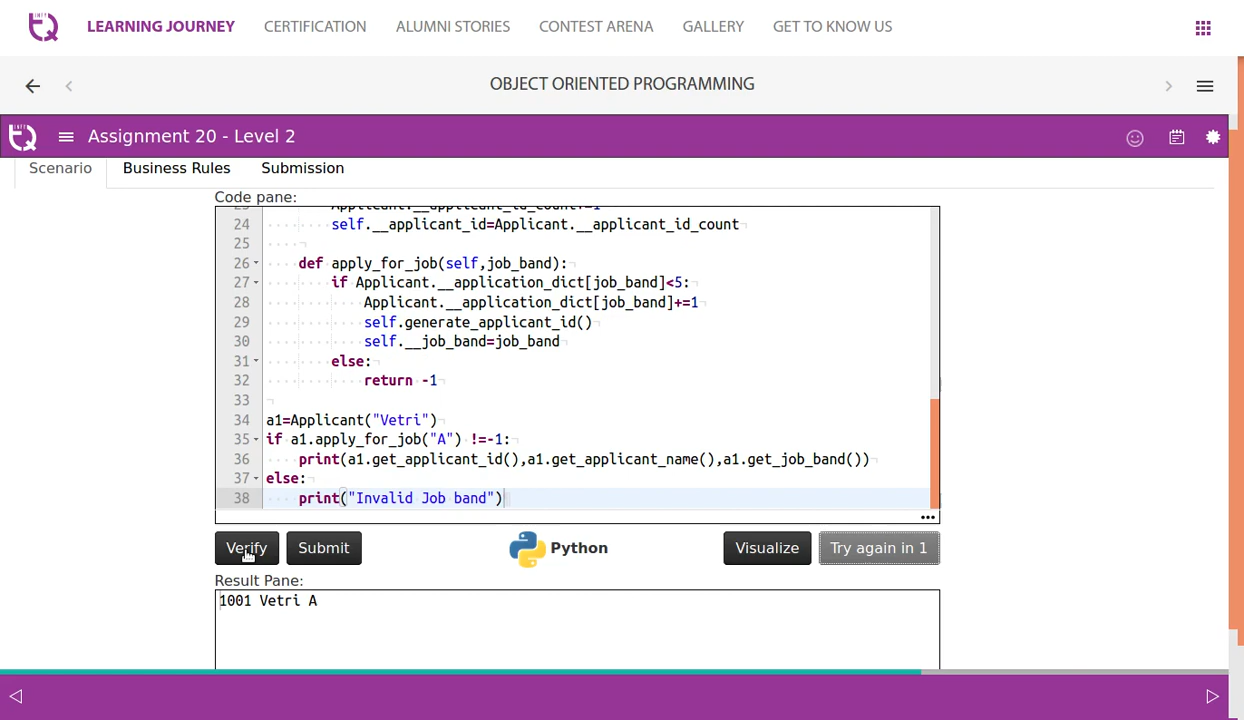 LEARNING JOURNEY CERTIFICATION ALUMNI STORIES CONTEST ARENA GALLERY GET TO KNOW US
OBJECT ORIENTED PROGRAMMING
Assignment 20 - Level 2
Scenario Business Rules Submission
Code pane:
24 self.__applicant_id=Applicant.__applicant_id_count
25
26 def apply_for_job(self,job_band):
27 if Applicant.__application_dict[job_band]<5:
28 Applicant.__application_dict[job_band]+=1
29 self.generate_applicant_id()
30 self.__job_band=job_band
31 else:
32 return -1
33
34 a1=Applicant("Vetri")
35 if a1.apply_for_job("A") !=-1:
36 print(a1.get_applicant_id(),a1.get_applicant_name(),a1.get_job_band())
37 else:
38 print("Invalid Job band")
Verify Submit Python Visualize Try again in 1
Result Pane:
1001 Vetri A